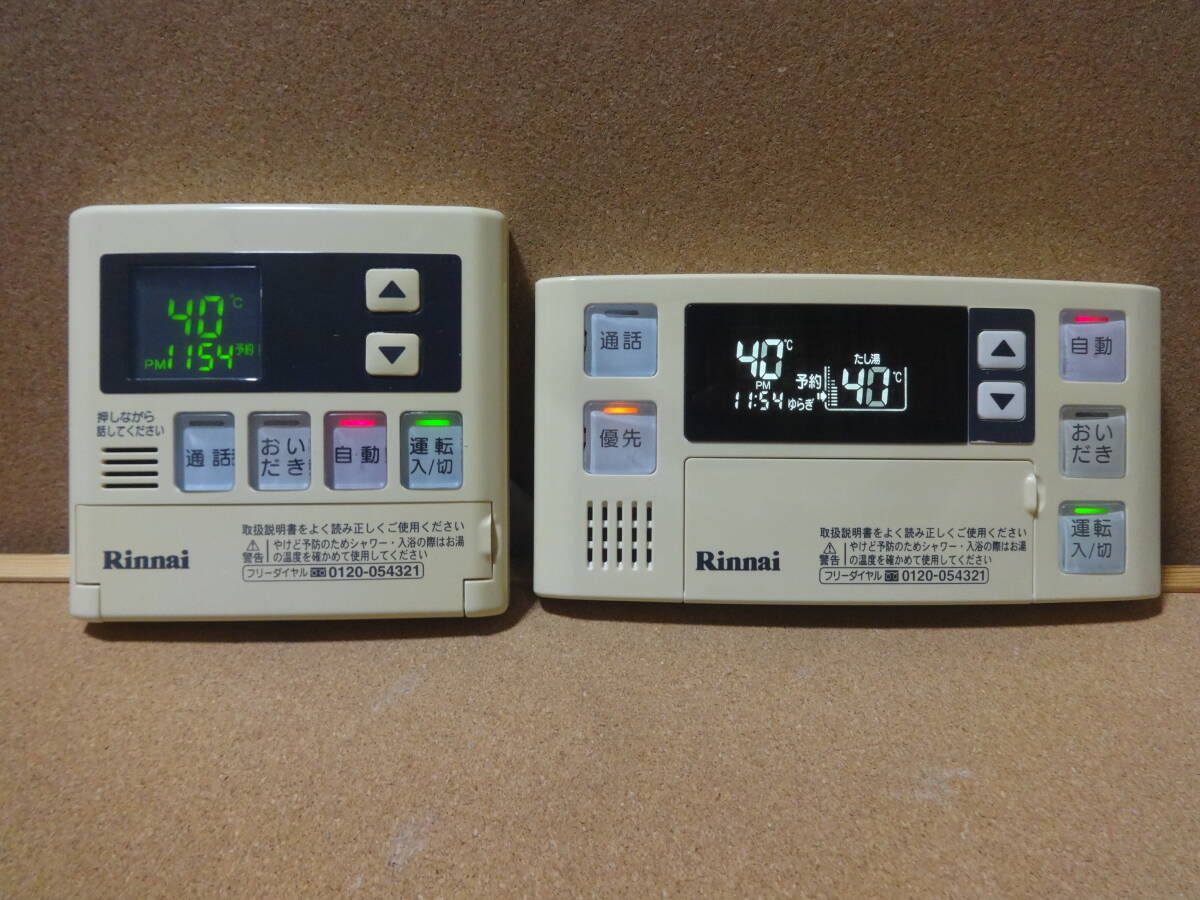 40℃
PM 11 54 予約
押しながら
話してください
通話
おい
だき
自動
運転
入/切
取扱説明書をよく読み正しくご使用ください
Rinnai
警告
やけど予防のためシャワー・入浴の際はお湯
の温度を確かめて使用してください
フリーダイヤル 0120-054321
通話
優先
40℃
PM
11:54
予約
ゆらぎ
たし湯
40℃
自動
おい
だき
運転
入/切
取扱説明書をよく読み正しくご使用ください
Rinnai
警告
やけど予防のためシャワー・入浴の際はお湯
の温度を確かめて使用してください
フリーダイヤル 0120-054321